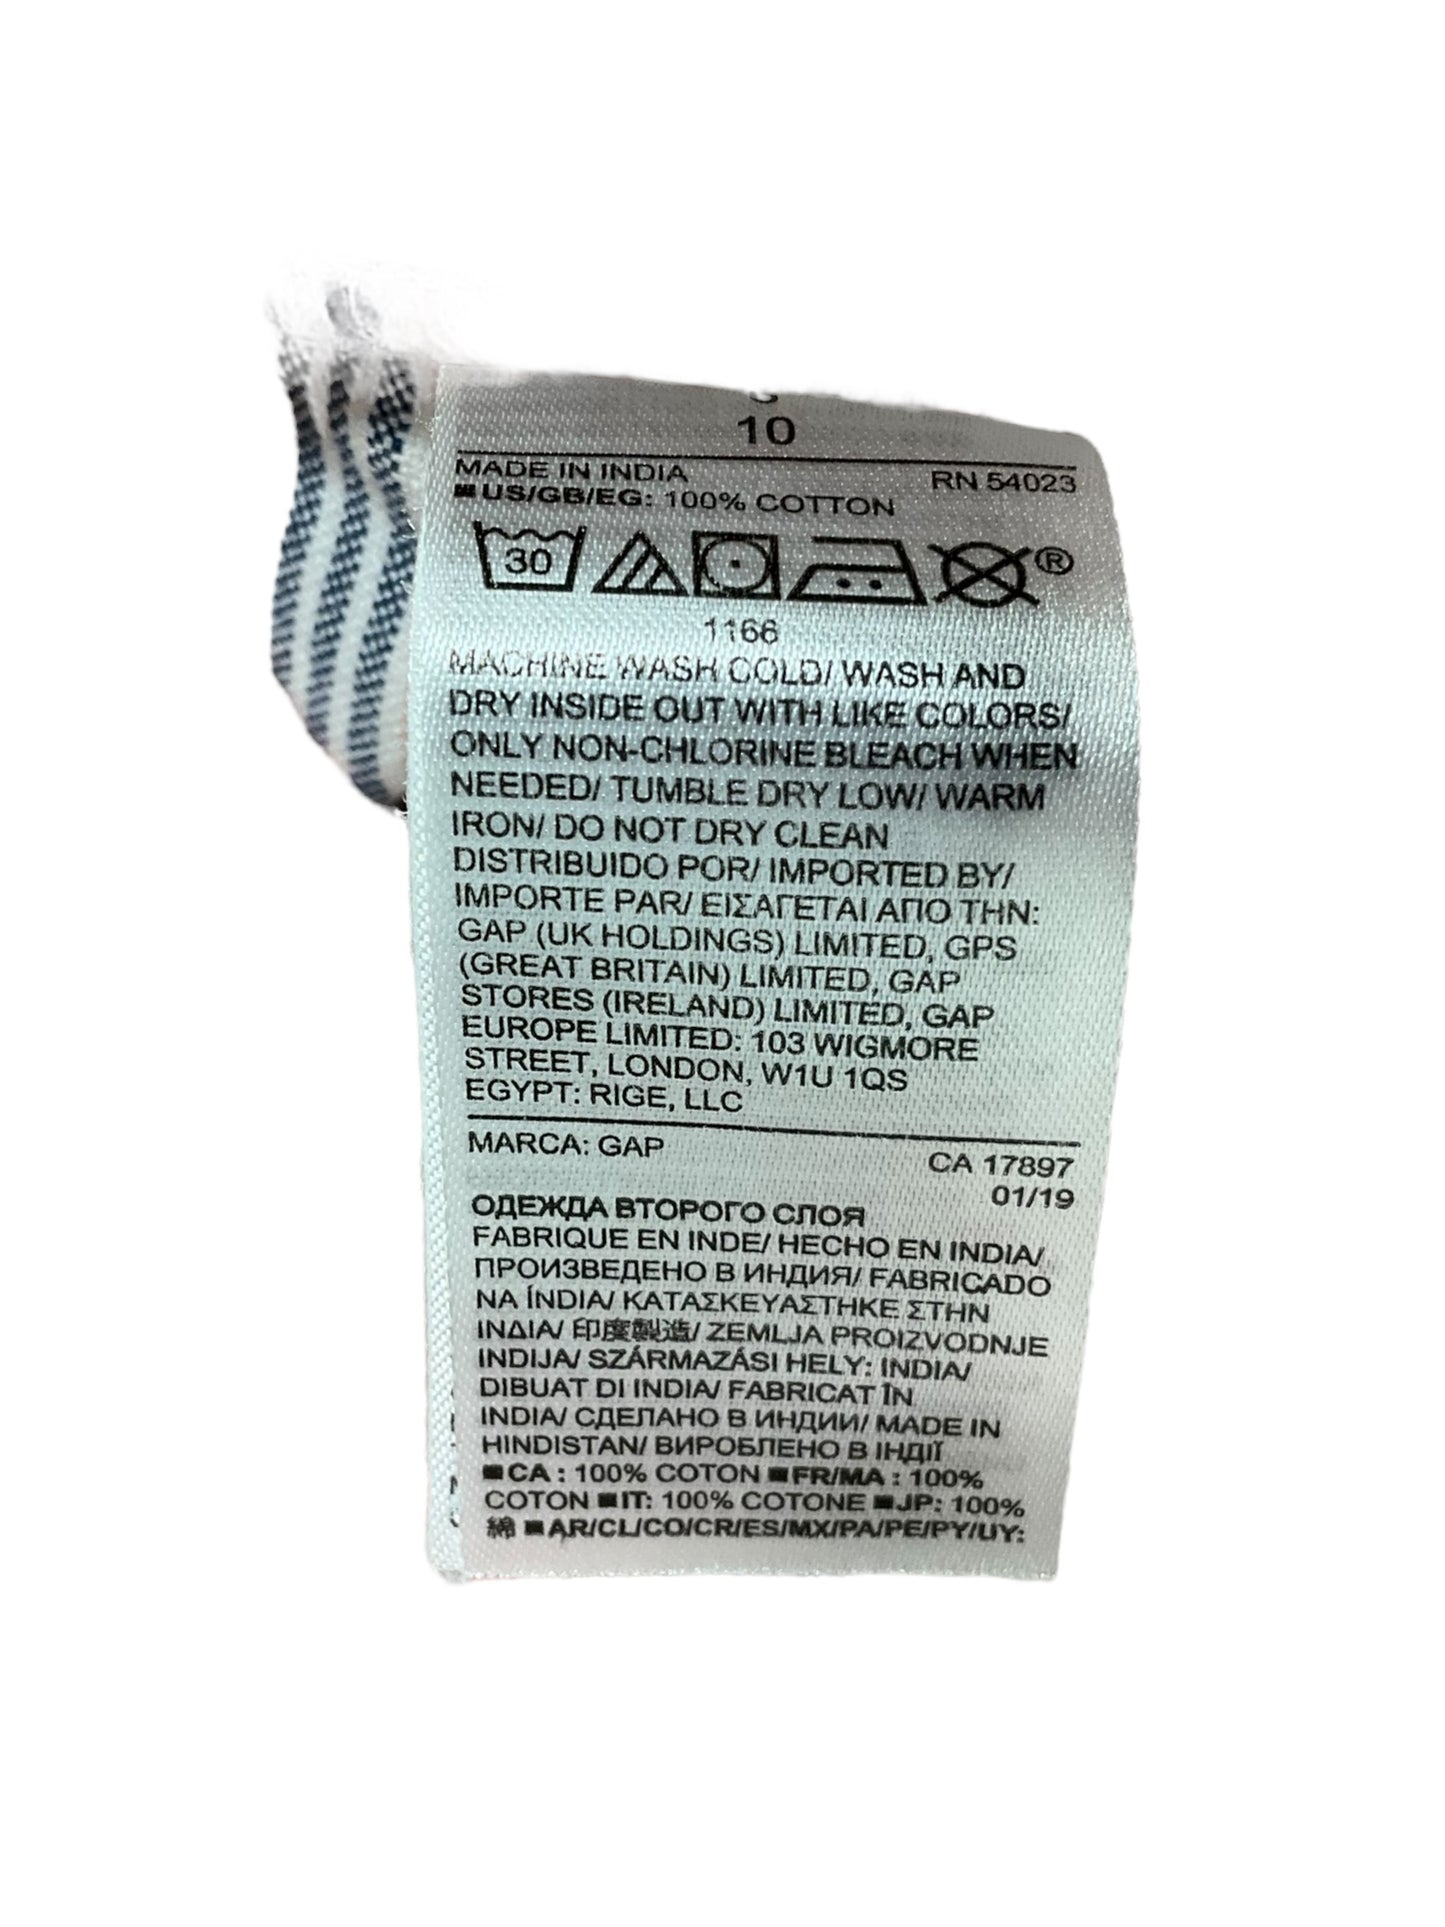 10
MADE IN INDIA RN 54023
■US/GB/EG: 100% COTTON
30 ®
1166
MACHINE WASH COLD/ WASH AND
DRY INSIDE OUT WITH LIKE COLORS/
ONLY NON-CHLORINE BLEACH WHEN
NEEDED/ TUMBLE DRY LOW/ WARM
IRON/ DO NOT DRY CLEAN
DISTRIBUIDO POR/ IMPORTED BY/
IMPORTE PAR/ ΕΙΣΑΓΕΤΑΙ ΑΠΟ ΤΗΝ:
GAP (UK HOLDINGS) LIMITED, GPS
(GREAT BRITAIN) LIMITED, GAP
STORES (IRELAND) LIMITED, GAP
EUROPE LIMITED: 103 WIGMORE
STREET, LONDON, W1U 1QS
EGYPT: RIGE, LLC
MARCA: GAP CA 17897
01/19
ОДЕЖДА ВТОРОГО СЛОЯ
FABRIQUE EN INDE/ HECHO EN INDIA/
ПРОИЗВЕДЕНО В ИНДИЯ/ FABRICADO
NA ÍNDIA/ ΚΑΤΑΣΚΕΥΑΣΤΗΚΕ ΣΤΗΝ
ΙΝΔΙΑ/ 印度製造/ ZEMLJA PROIZVODNJE
INDIJA/ SZÁRMAZÁSI HELY: INDIA/
DIBUAT DI INDIA/ FABRICAT ÎN
INDIA/ СДЕЛАНО В ИНДИИ/ MADE IN
HINDISTAN/ ВИРОБЛЕНО В ІНДІЇ
■CA : 100% COTON ■FR/MA : 100%
COTON ■IT: 100% COTONE ■JP: 100%
綿 ■AR/CL/CO/CR/ES/MX/PA/PE/PY/UY: